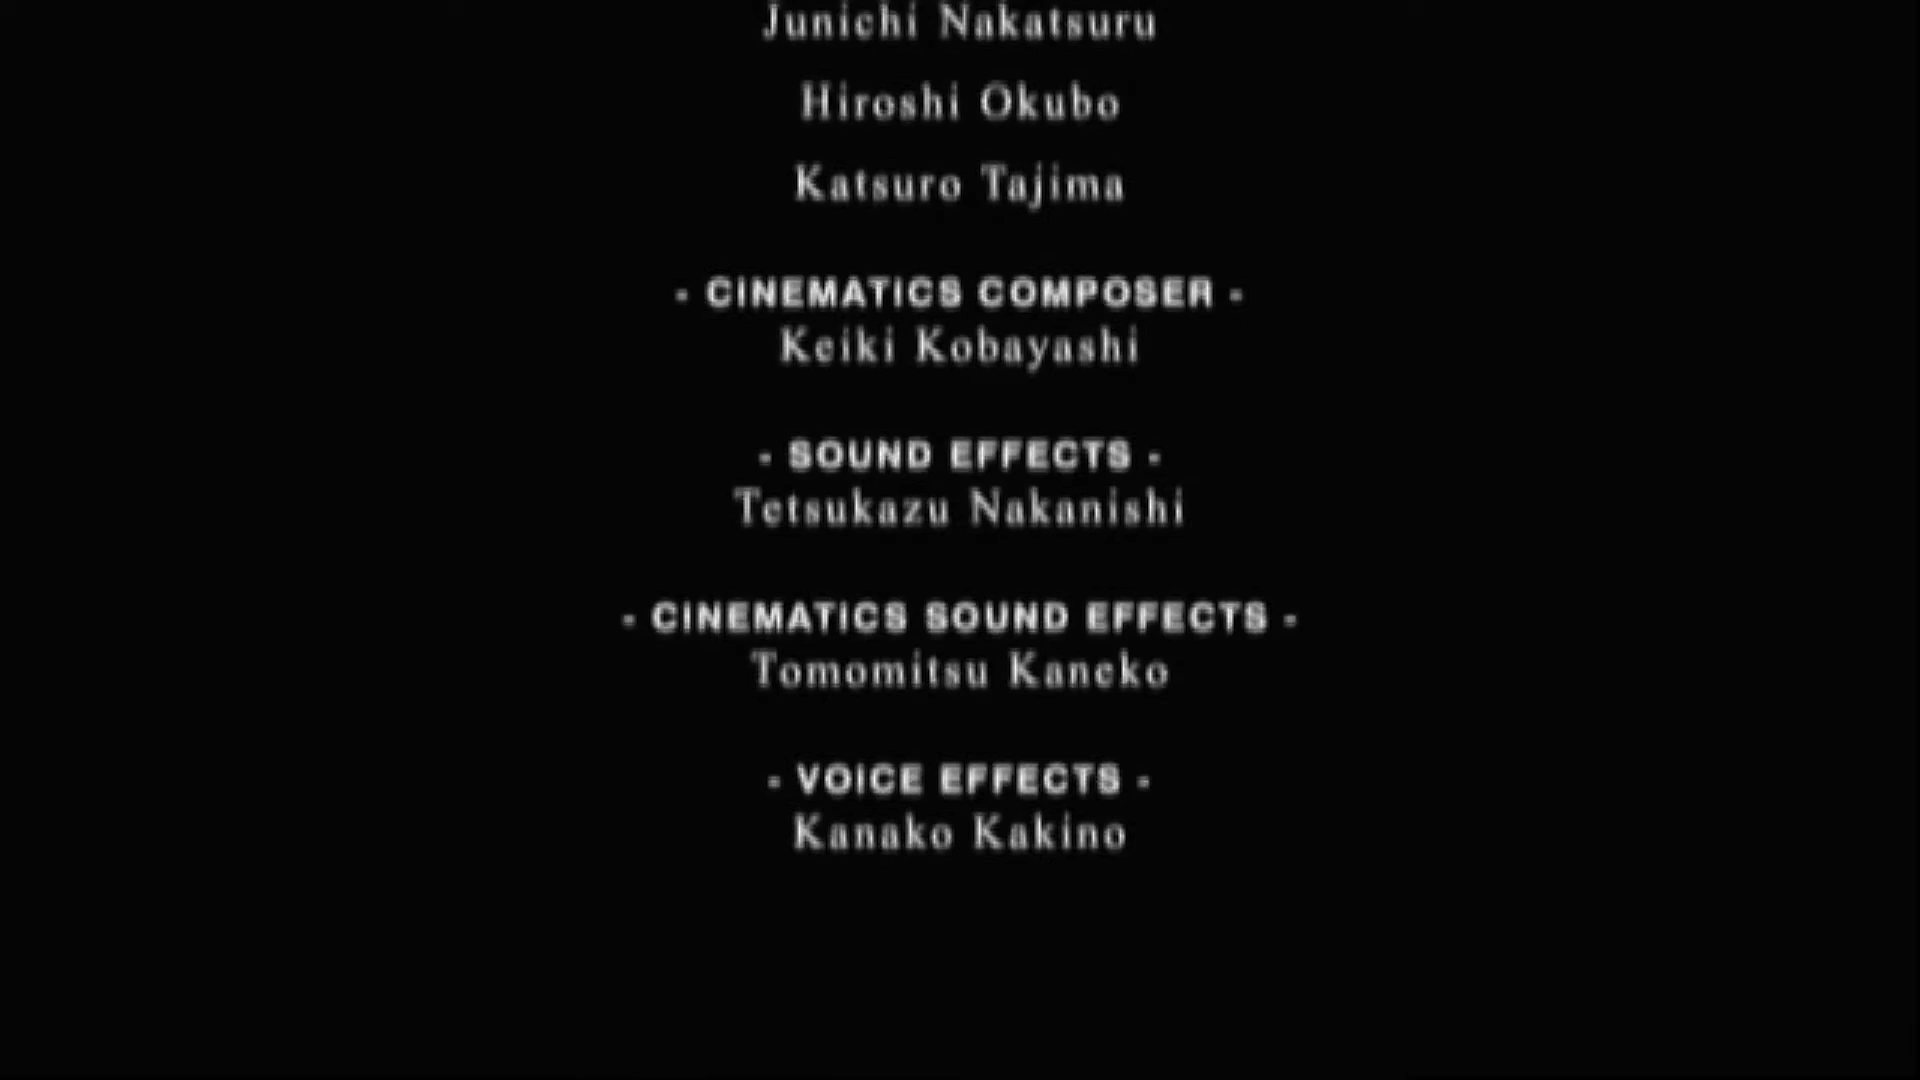 Junichi Nakatsuru
Hiroshi Okubo
Katsuro Tajima
- CINEMATICS COMPOSER -
Keiki Kobayashi
- SOUND EFFECTS -
Tetsukazu Nakanishi
- CINEMATICS SOUND EFFECTS -
Tomomitsu Kaneko
- VOICE EFFECTS -
Kanako Kakino